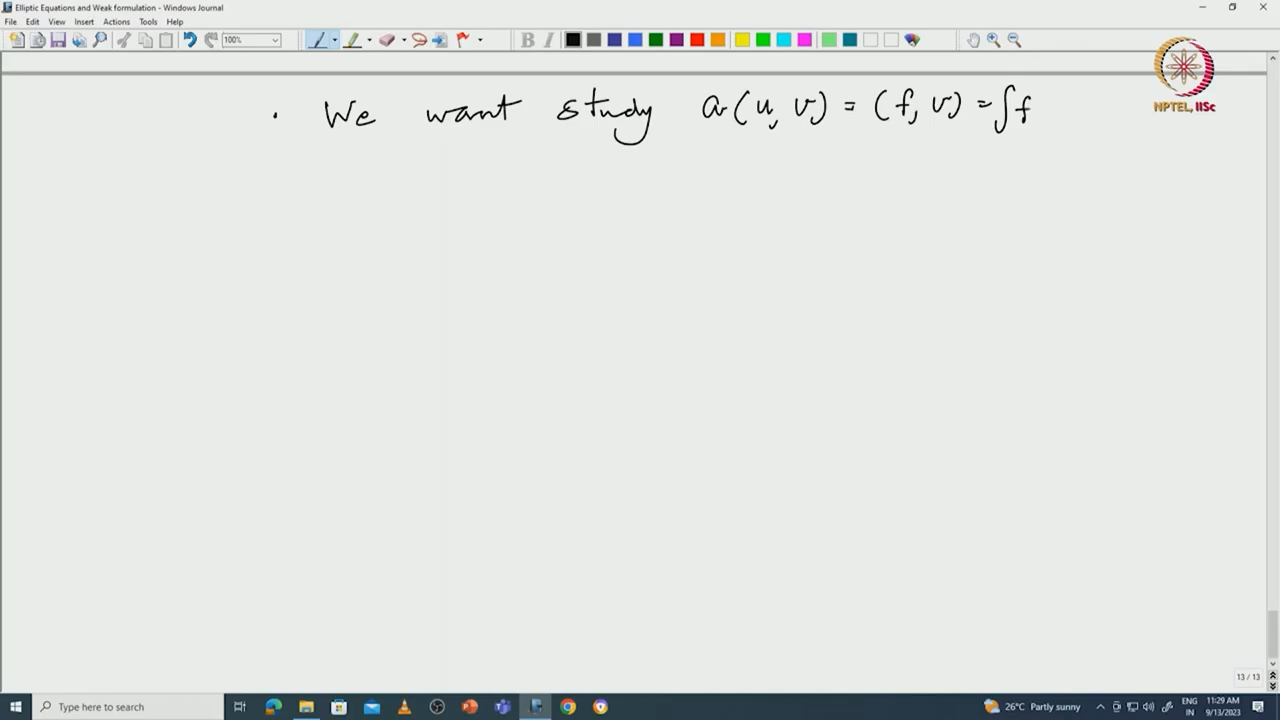 Elliptic Equations and Weak formulation - Windows Journal
File Edit View Insert Actions Tools Help
100%
NPTEL, IISc
. We want study a(u, v) = (f, v) = ∫f
13 / 13
Type here to search
26°C Partly sunny
ENG
IN
11:29 AM
9/13/2023